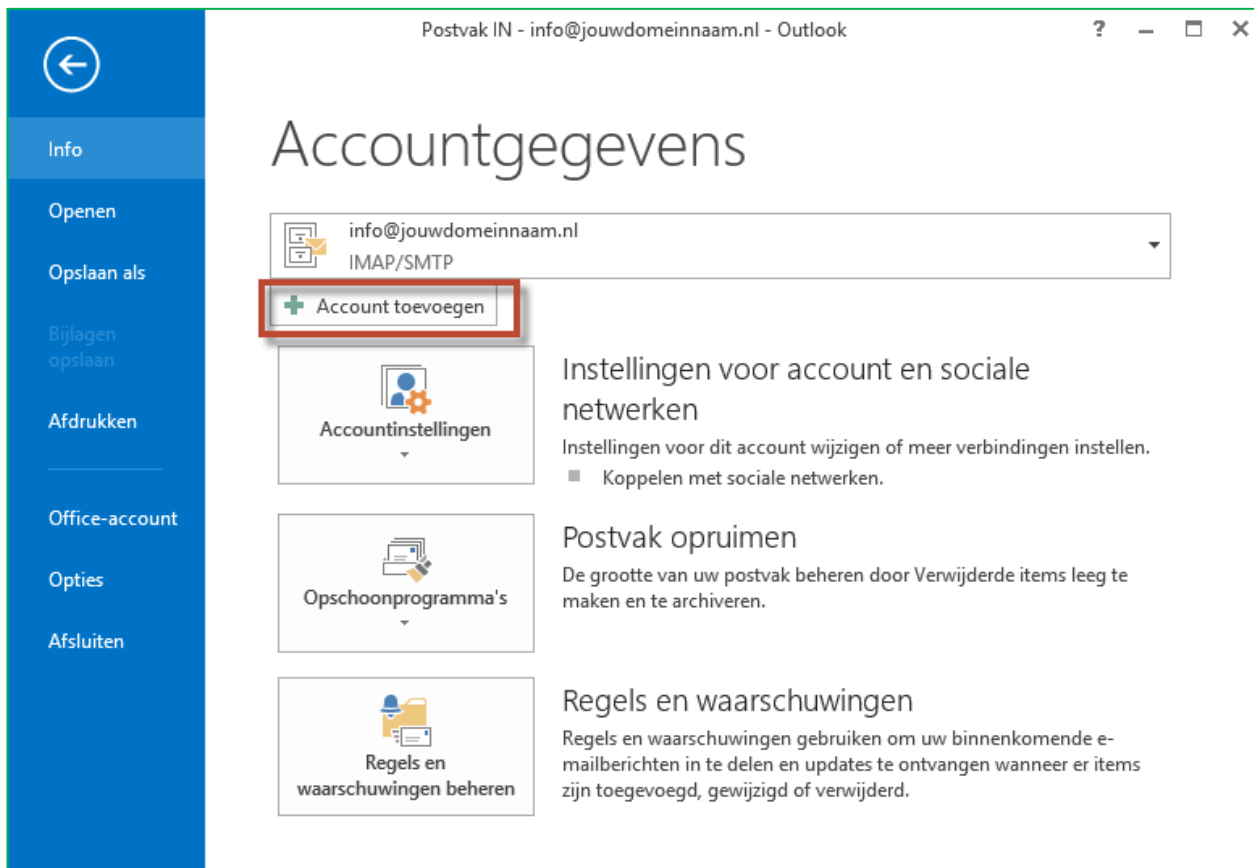 Postvak IN - info@jouwdomeinnaam.nl - Outlook
?
Info
Openen
Opslaan als
Bijlagen
opslaan
Afdrukken
Office-account
Opties
Afsluiten
Accountgegevens
info@jouwdomeinnaam.nl
IMAP/SMTP
Account toevoegen
Accountinstellingen
Instellingen voor account en sociale
netwerken
Instellingen voor dit account wijzigen of meer verbindingen instellen.
Koppelen met sociale netwerken.
Opschoonprogramma's
Postvak opruimen
De grootte van uw postvak beheren door Verwijderde items leeg te
maken en te archiveren.
Regels en
waarschuwingen beheren
Regels en waarschuwingen
Regels en waarschuwingen gebruiken om uw binnenkomende e-
mailberichten in te delen en updates te ontvangen wanneer er items
zijn toegevoegd, gewijzigd of verwijderd.